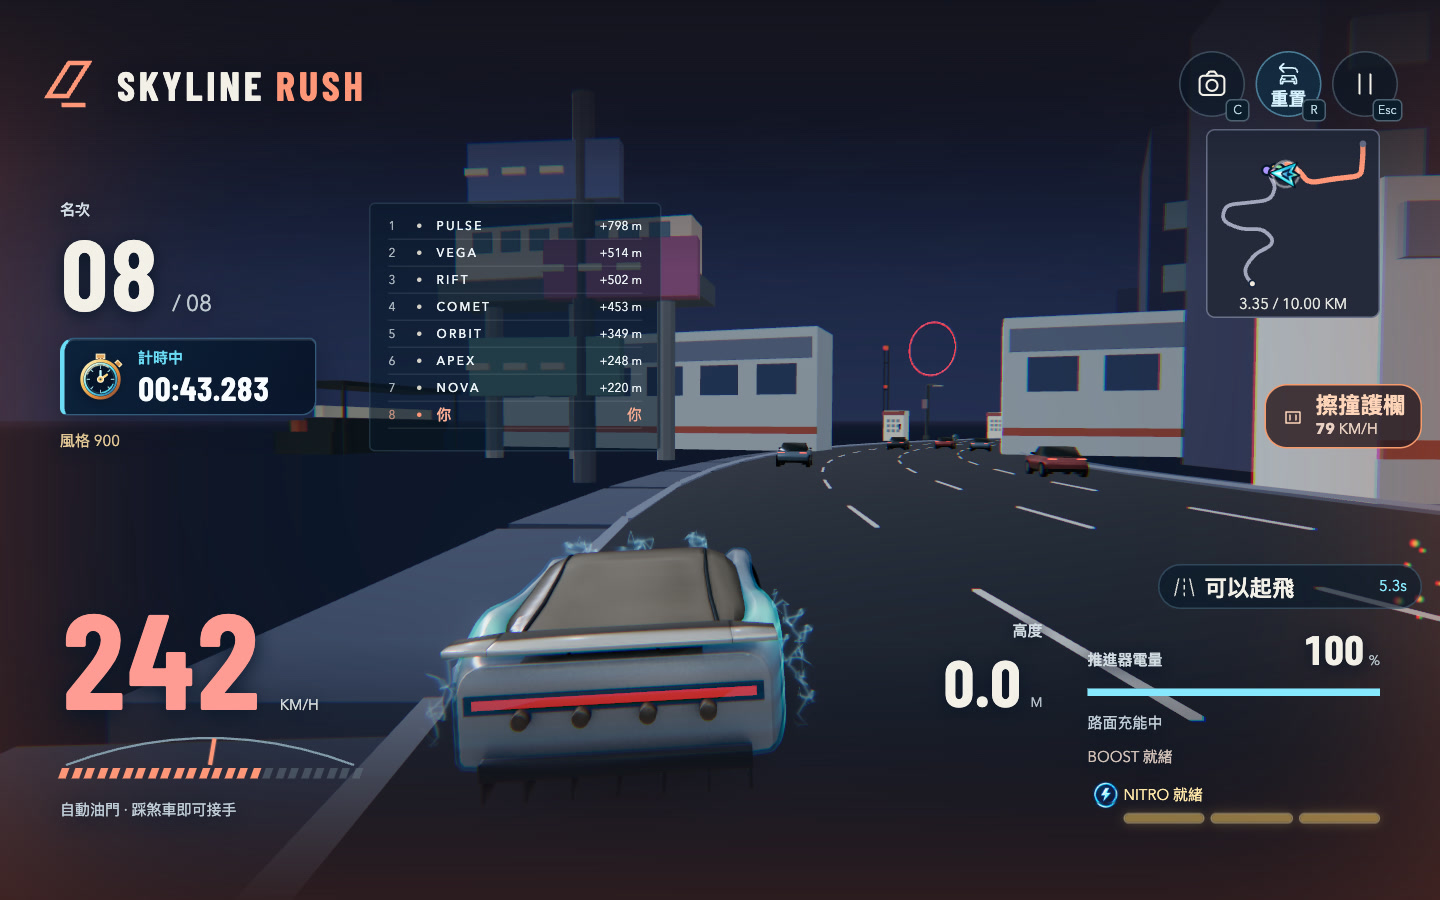 SKYLINE RUSH
重置
C
R
Esc
名次
08 / 08
計時中
00:43.283
風格 900
1 • PULSE +798 m
2 • VEGA +514 m
3 • RIFT +502 m
4 • COMET +453 m
5 • ORBIT +349 m
6 • APEX +248 m
7 • NOVA +220 m
8 • 你 你
3.35 / 10.00 KM
擦撞護欄
79 KM/H
可以起飛 5.3s
242 KM/H
自動油門 · 踩煞車即可接手
高度
0.0 M
推進器電量 100 %
路面充能中
BOOST 就緒
NITRO 就緒